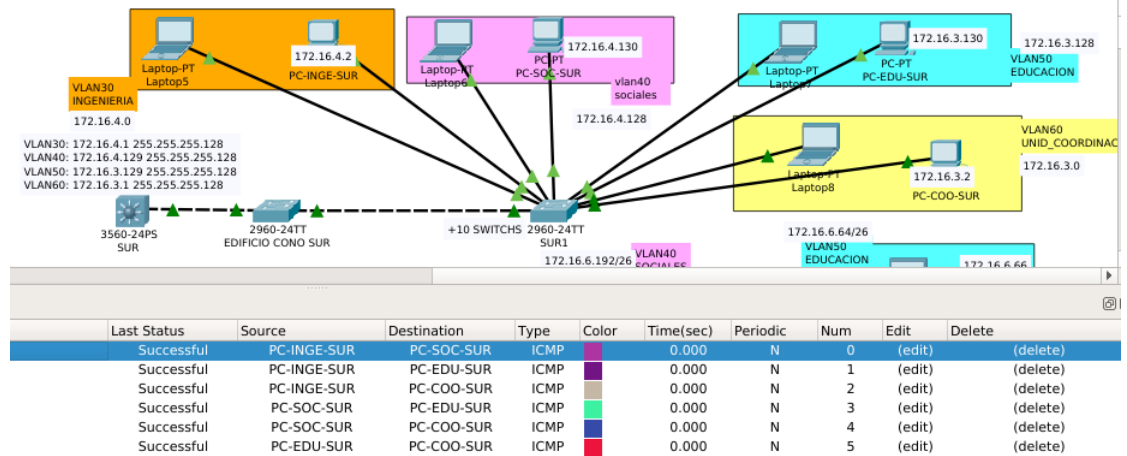 Laptop-PT
Laptop5
172.16.4.2
PC-INGE-SUR
VLAN30
INGENIERIA
172.16.4.0
Laptop-PT
Laptop6
PC-PT
PC-SOC-SUR
172.16.4.130
vlan40
sociales
172.16.4.128
Laptop-PT
Laptop7
PC-PT
PC-EDU-SUR
172.16.3.130
172.16.3.128
VLAN50
EDUCACION
Laptop-PT
Laptop8
172.16.3.2
PC-COO-SUR
VLAN60
UNID_COORDINAC
172.16.3.0
VLAN30: 172.16.4.1 255.255.255.128
VLAN40: 172.16.4.129 255.255.255.128
VLAN50: 172.16.3.129 255.255.255.128
VLAN60: 172.16.3.1 255.255.255.128
3560-24PS
SUR
2960-24TT
EDIFICIO CONO SUR
+10 SWITCHS
2960-24TT
SUR1
172.16.6.192/26
VLAN40
SOCIALES
172.16.6.64/26
VLAN50
EDUCACION
172.16.6.66
Last Status Source Destination Type Color Time(sec) Periodic Num Edit Delete
Successful PC-INGE-SUR PC-SOC-SUR ICMP 0.000 N 0 (edit) (delete)
Successful PC-INGE-SUR PC-EDU-SUR ICMP 0.000 N 1 (edit) (delete)
Successful PC-INGE-SUR PC-COO-SUR ICMP 0.000 N 2 (edit) (delete)
Successful PC-SOC-SUR PC-EDU-SUR ICMP 0.000 N 3 (edit) (delete)
Successful PC-SOC-SUR PC-COO-SUR ICMP 0.000 N 4 (edit) (delete)
Successful PC-EDU-SUR PC-COO-SUR ICMP 0.000 N 5 (edit) (delete)